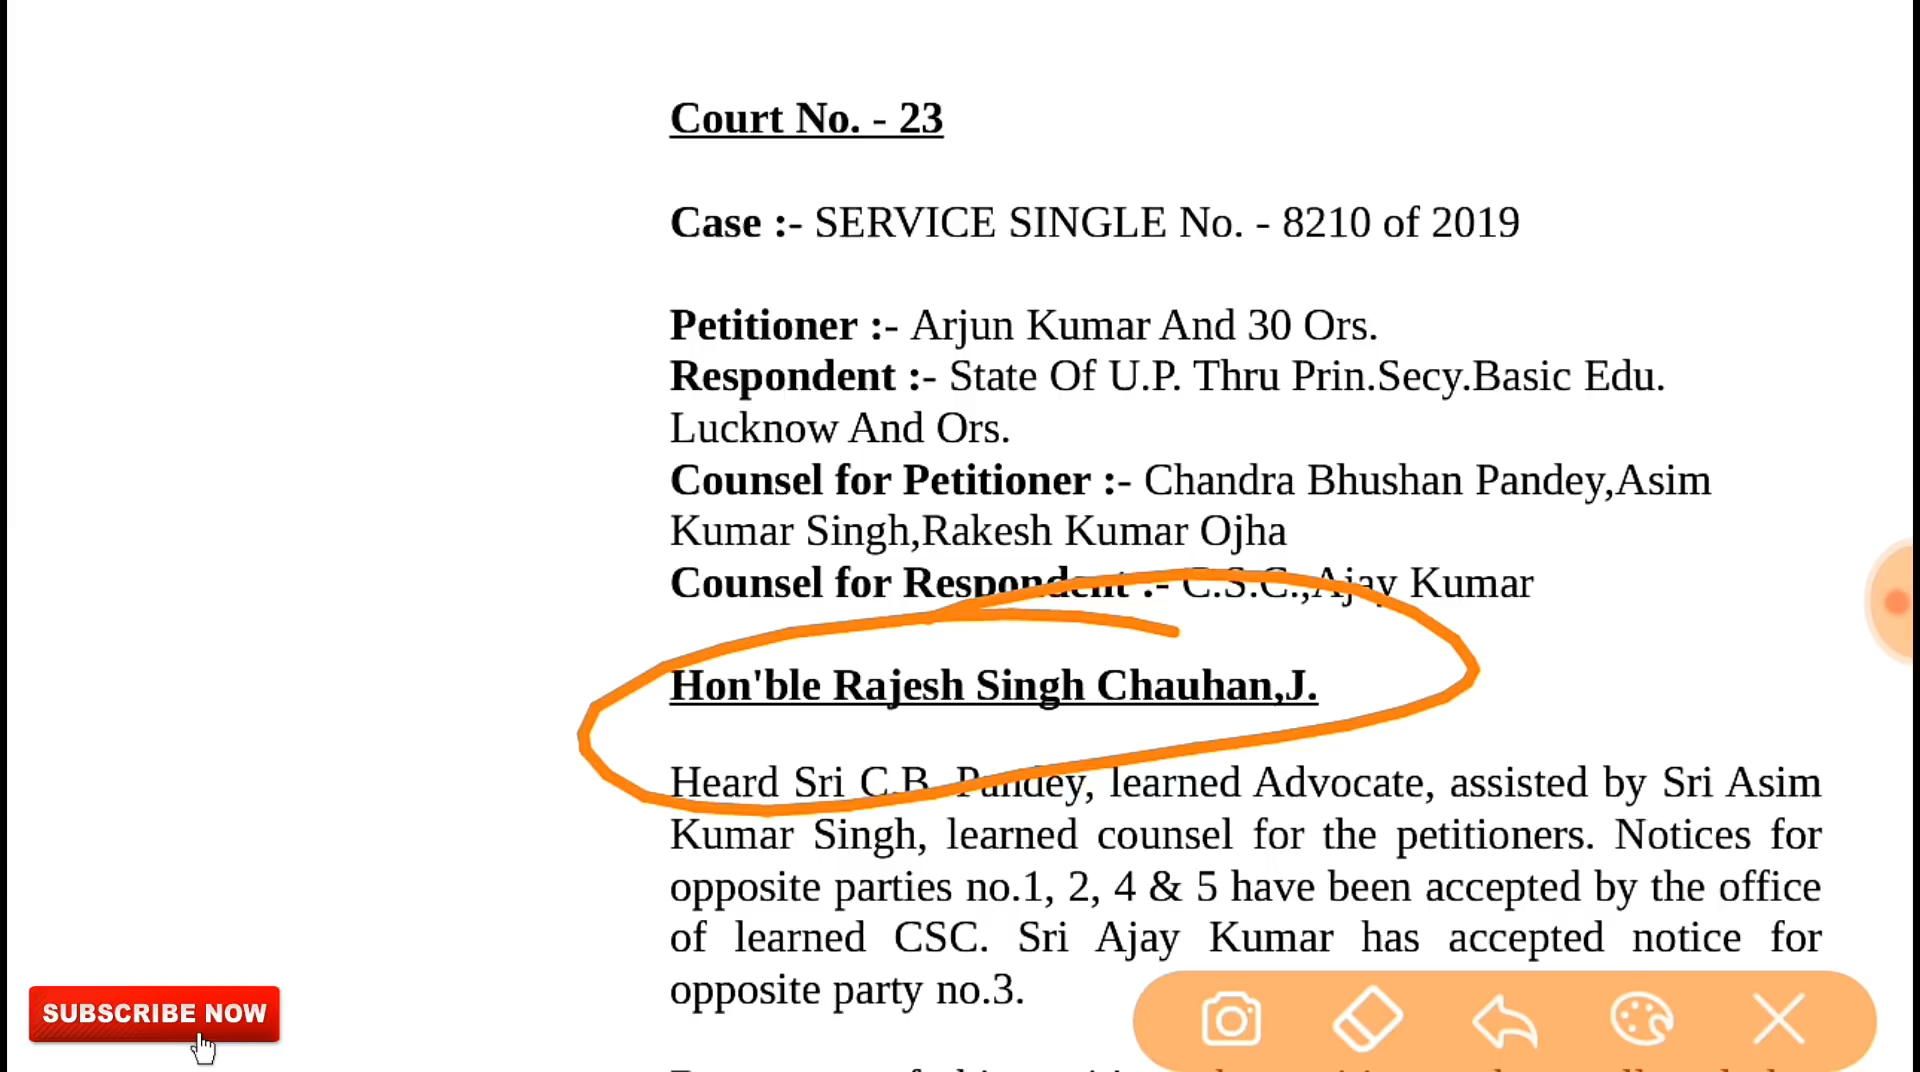 Court No. - 23
Case :- SERVICE SINGLE No. - 8210 of 2019
Petitioner :- Arjun Kumar And 30 Ors.
Respondent :- State Of U.P. Thru Prin.Secy.Basic Edu.
Lucknow And Ors.
Counsel for Petitioner :- Chandra Bhushan Pandey,Asim
Kumar Singh,Rakesh Kumar Ojha
Counsel for Respondent :- C.S.C.,Ajay Kumar
Hon'ble Rajesh Singh Chauhan,J.
Heard Sri C.B. Pandey, learned Advocate, assisted by Sri Asim
Kumar Singh, learned counsel for the petitioners. Notices for
opposite parties no.1, 2, 4 & 5 have been accepted by the office
of learned CSC. Sri Ajay Kumar has accepted notice for
opposite party no.3.
SUBSCRIBE NOW